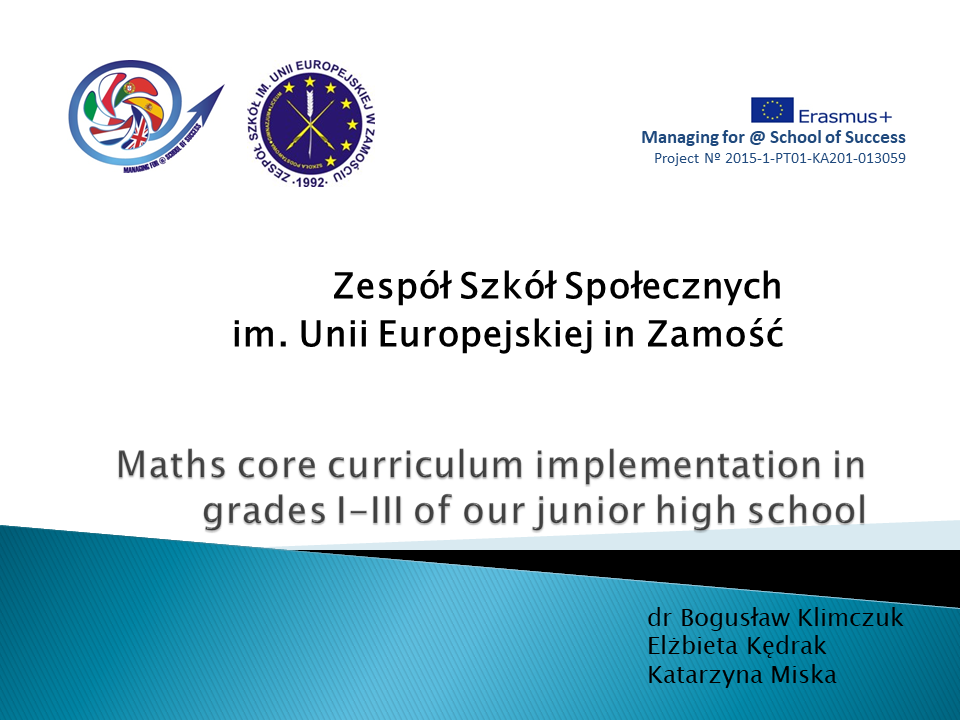 MANAGING FOR @ SCHOOL OF SUCCESS
ZESPÓŁ SZKÓŁ IM. UNII EUROPEJSKIEJ W ZAMOŚCIU
·1992·
Erasmus+
Managing for @ School of Success
Project Nº 2015-1-PT01-KA201-013059
Zespół Szkół Społecznych
im. Unii Europejskiej in Zamość
Maths core curriculum implementation in
grades I-III of our junior high school
dr Bogusław Klimczuk
Elżbieta Kędrak
Katarzyna Miska